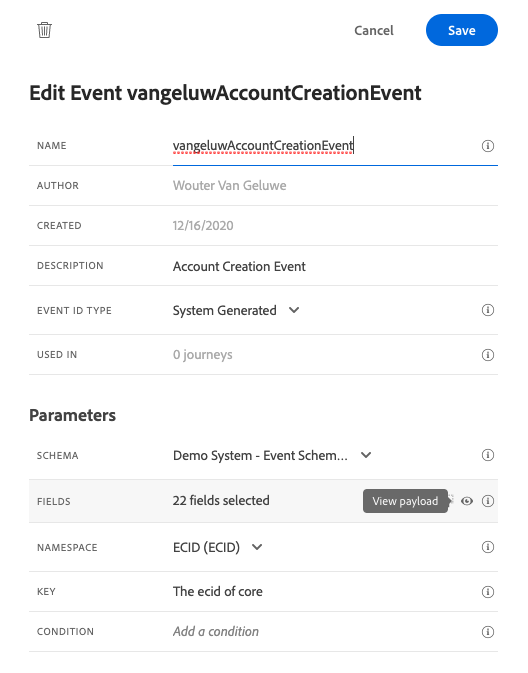 Cancel Save
Edit Event vangeluwAccountCreationEvent
NAME vangeluwAccountCreationEvent
AUTHOR Wouter Van Geluwe
CREATED 12/16/2020
DESCRIPTION Account Creation Event
EVENT ID TYPE System Generated
USED IN 0 journeys
Parameters
SCHEMA Demo System - Event Schem...
FIELDS 22 fields selected View payload
NAMESPACE ECID (ECID)
KEY The ecid of core
CONDITION Add a condition